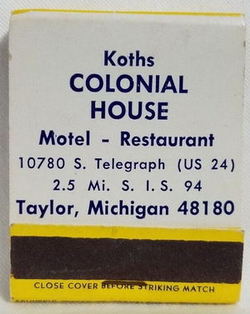 Koths
COLONIAL
HOUSE
Motel - Restaurant
10780 S. Telegraph (US 24)
2.5 Mi. S. I.S. 94
Taylor, Michigan 48180
CLOSE COVER BEFORE STRIKING MATCH